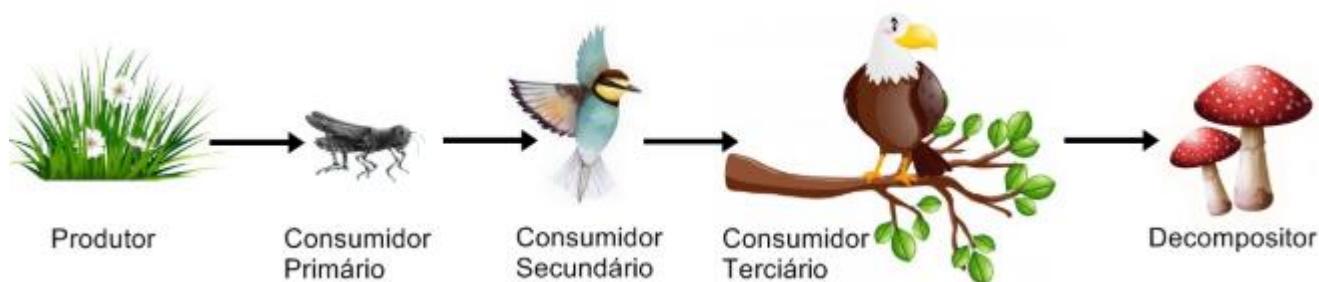 Produtor
Consumidor
Primário
Consumidor
Secundário
Consumidor
Terciário
Decompositor